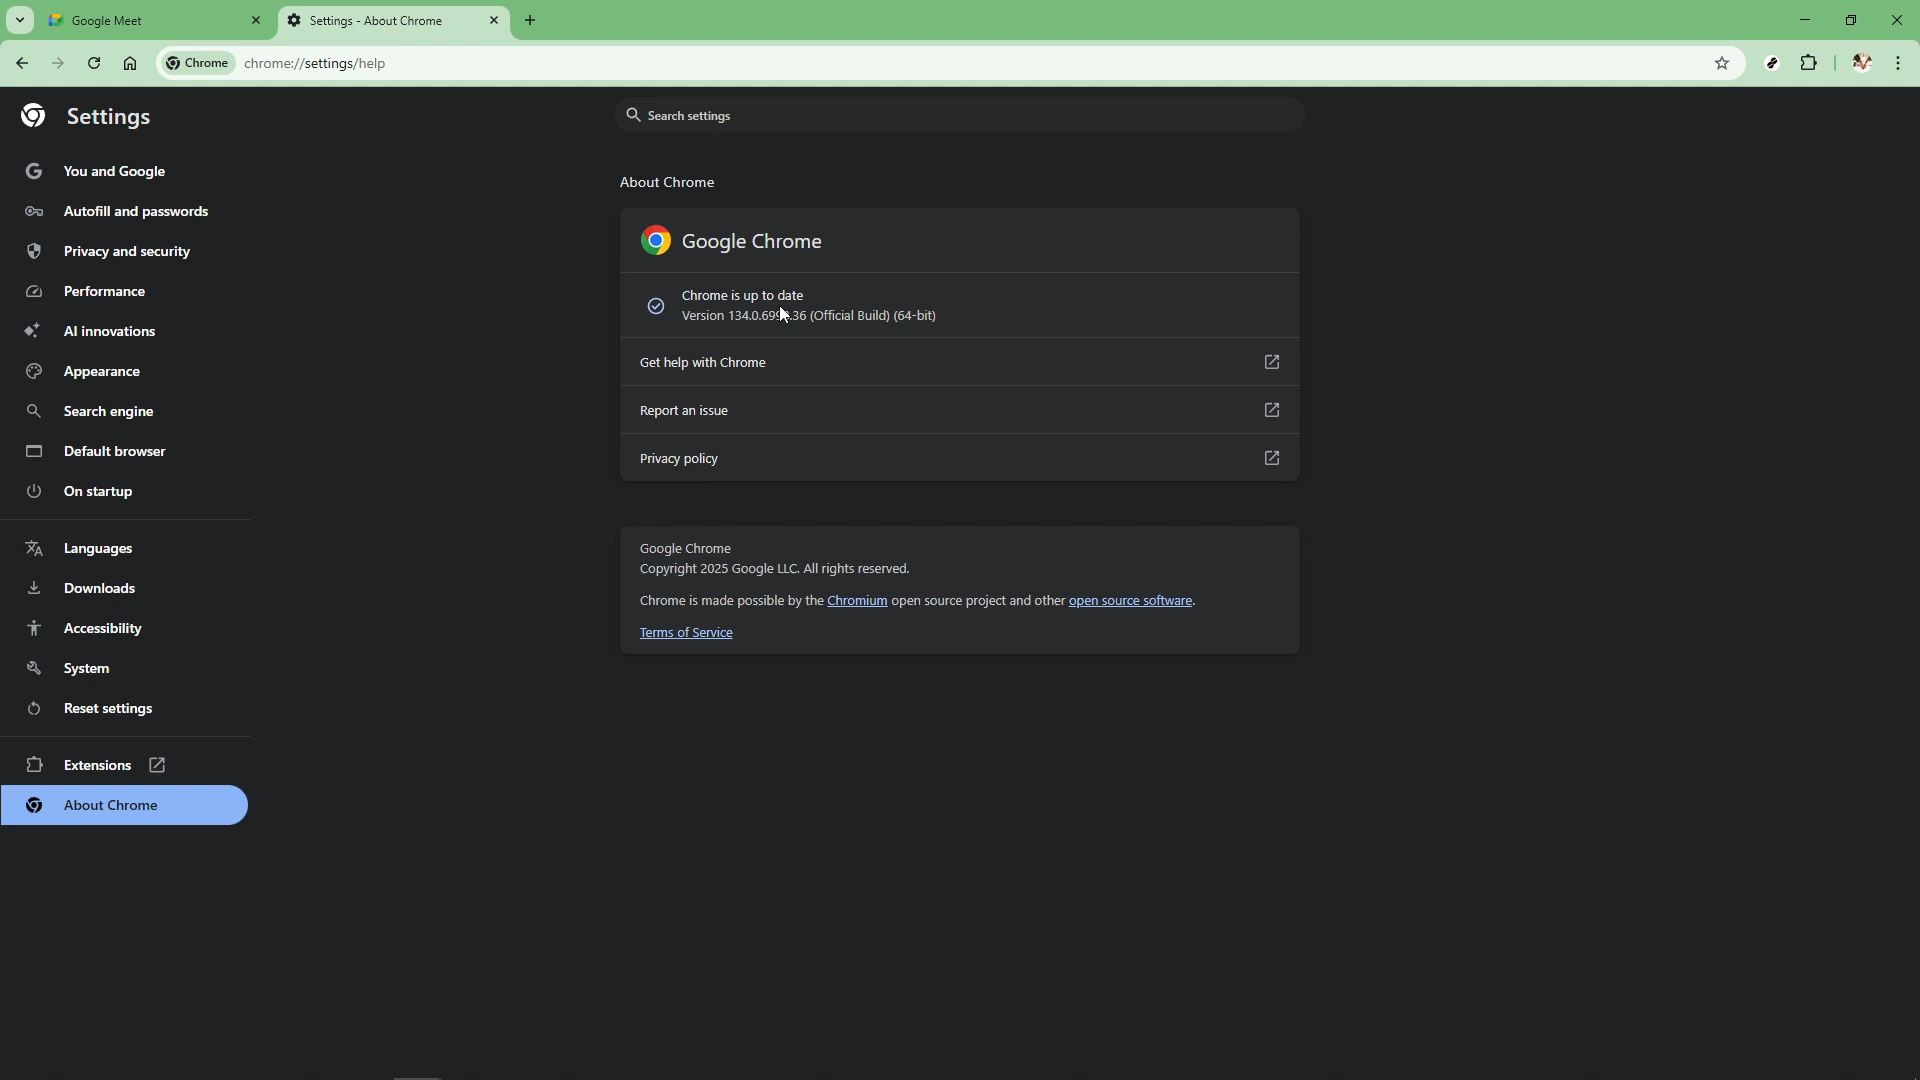 Google Meet
Settings - About Chrome
Chrome
chrome://settings/help
Settings
Search settings
You and Google
Autofill and passwords
Privacy and security
Performance
AI innovations
Appearance
Search engine
Default browser
On startup
Languages
Downloads
Accessibility
System
Reset settings
Extensions
About Chrome
About Chrome
Google Chrome
Chrome is up to date
Version (Official Build) (64-bit)
Get help with Chrome
Report an issue
Privacy policy
Google Chrome
Copyright 2025 Google LLC. All rights reserved.
Chrome is made possible by the Chromium open source project and other open source software.
Terms of Service